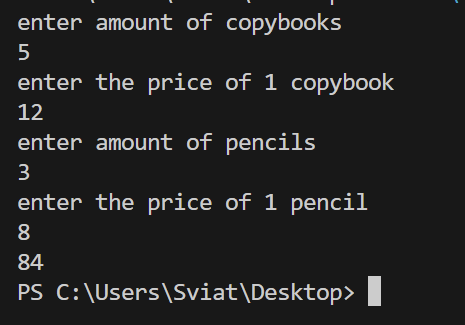 enter amount of copybooks
5
enter the price of 1 copybook
12
enter amount of pencils
3
enter the price of 1 pencil
8
84
PS C:\Users\Sviat\Desktop>